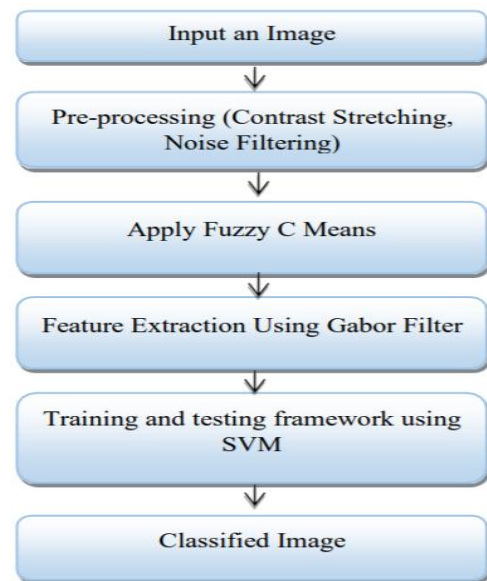 Input an Image
Pre-processing (Contrast Stretching,
Noise Filtering)
Apply Fuzzy C Means
Feature Extraction Using Gabor Filter
Training and testing framework using
SVM
Classified Image